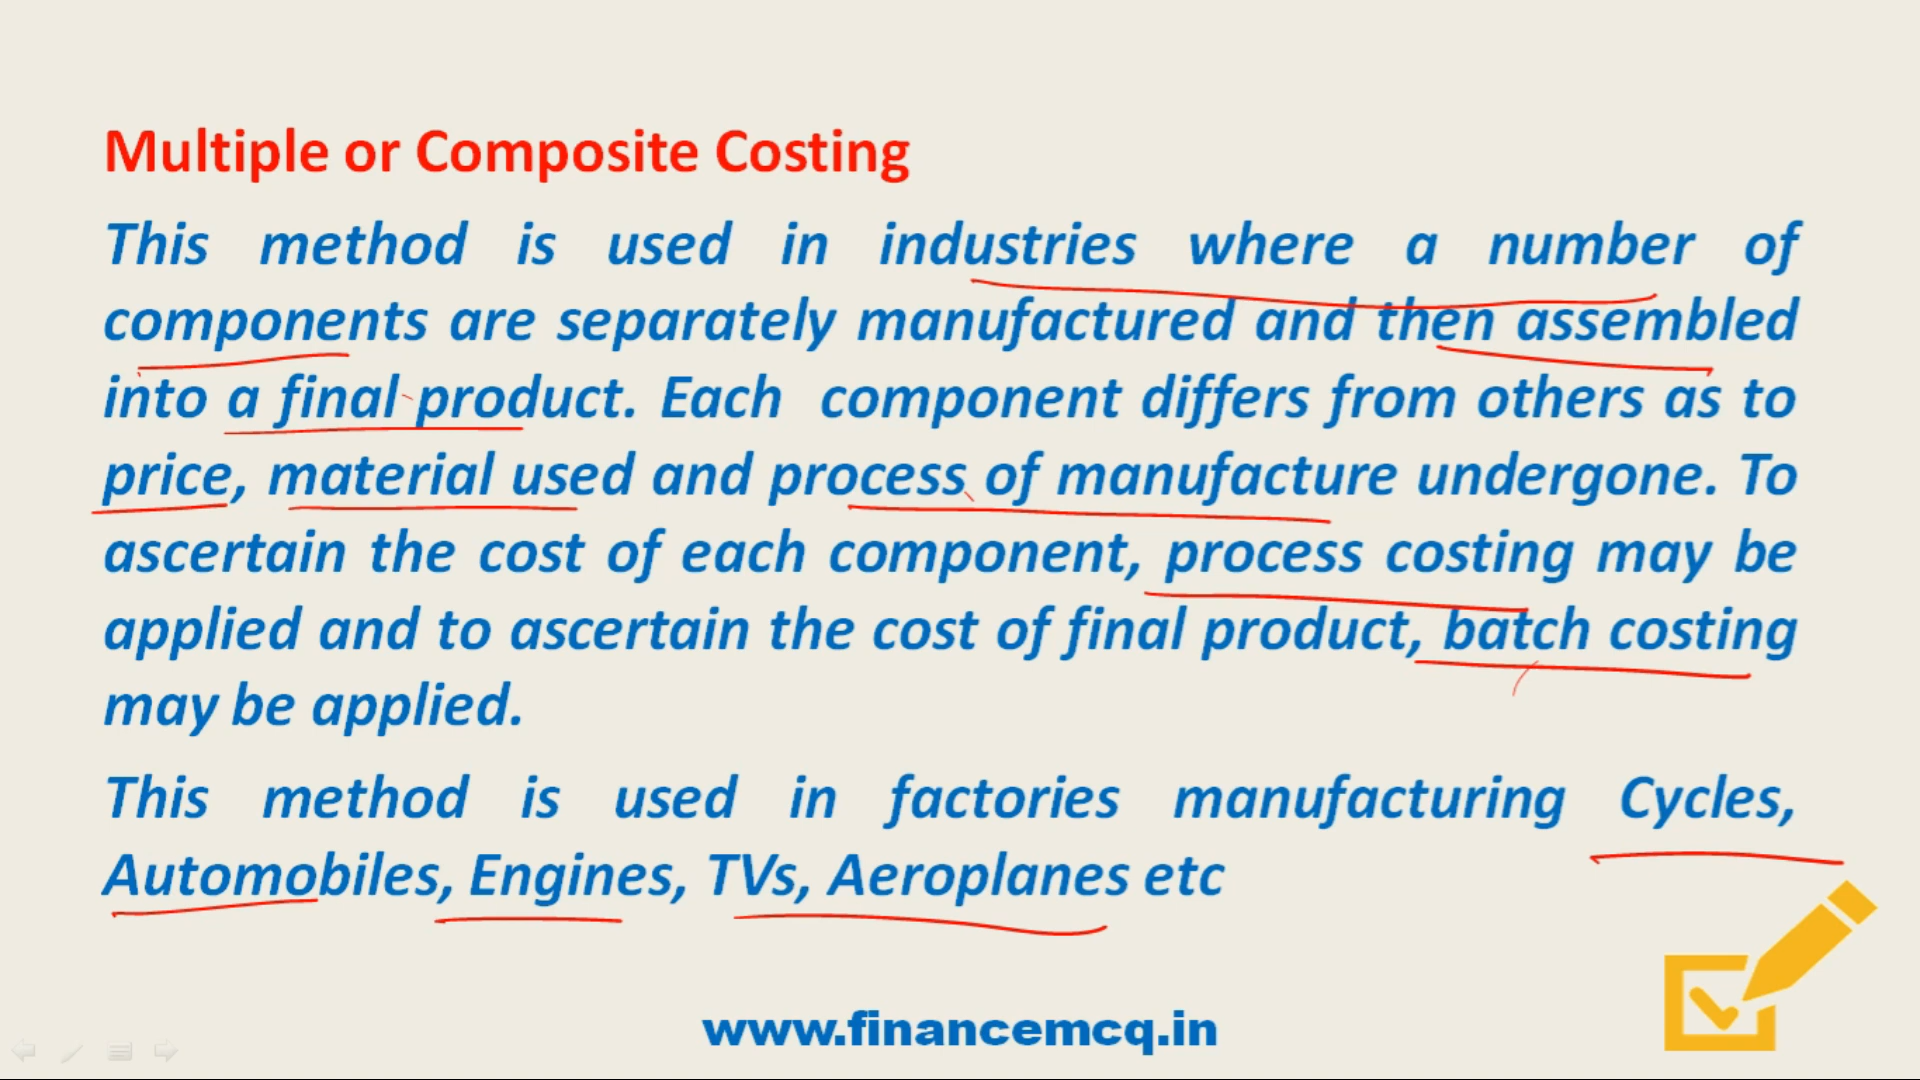 Multiple or Composite Costing
This method is used in industries where a number of
components are separately manufactured and then assembled
into a final product. Each component differs from others as to
price, material used and process of manufacture undergone. To
ascertain the cost of each component, process costing may be
applied and to ascertain the cost of final product, batch costing
may be applied.
This method is used in factories manufacturing Cycles,
Automobiles, Engines, TVs, Aeroplanes etc
www.financemcq.in